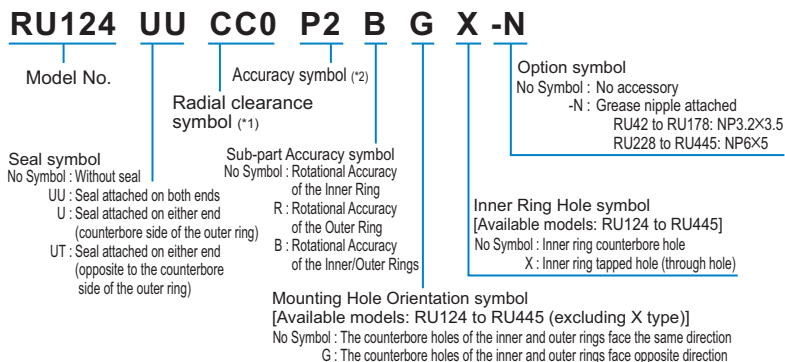 RU124 UU CC0 P2 B G X -N
Model No.
Accuracy symbol (*2)
Radial clearance
symbol (*1)
Option symbol
No Symbol : No accessory
-N : Grease nipple attached
RU42 to RU178: NP3.2×3.5
RU228 to RU445: NP6×5
Seal symbol
No Symbol : Without seal
UU : Seal attached on both ends
U : Seal attached on either end
(counterbore side of the outer ring)
UT : Seal attached on either end
(opposite to the counterbore
side of the outer ring)
Sub-part Accuracy symbol
No Symbol : Rotational Accuracy
of the Inner Ring
R : Rotational Accuracy
of the Outer Ring
B : Rotational Accuracy
of the Inner/Outer Rings
Inner Ring Hole symbol
[Available models: RU124 to RU445]
No Symbol : Inner ring counterbore hole
X : Inner ring tapped hole (through hole)
Mounting Hole Orientation symbol
[Available models: RU124 to RU445 (excluding X type)]
No Symbol : The counterbore holes of the inner and outer rings face the same direction
G : The counterbore holes of the inner and outer rings face opposite direction